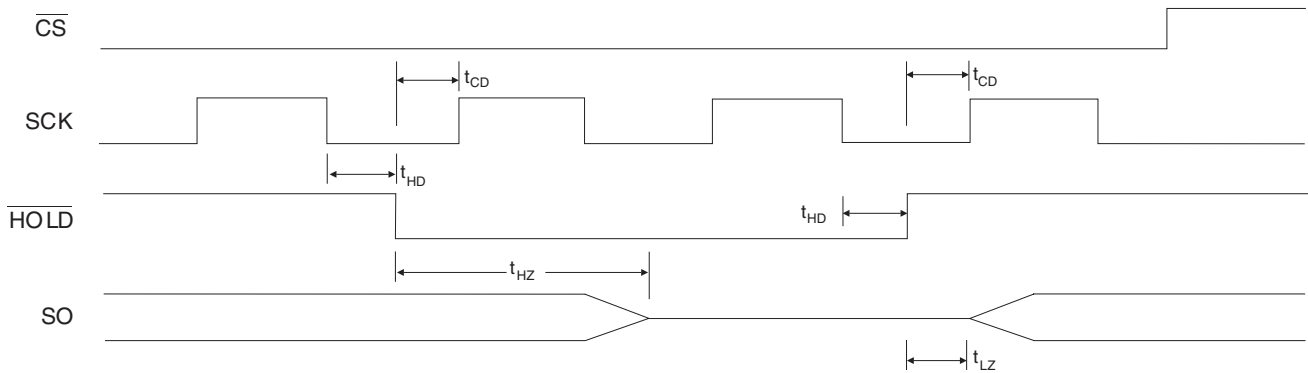 CS
t_CD
t_CD
SCK
t_HD
HOLD
t_HD
t_HZ
SO
t_LZ